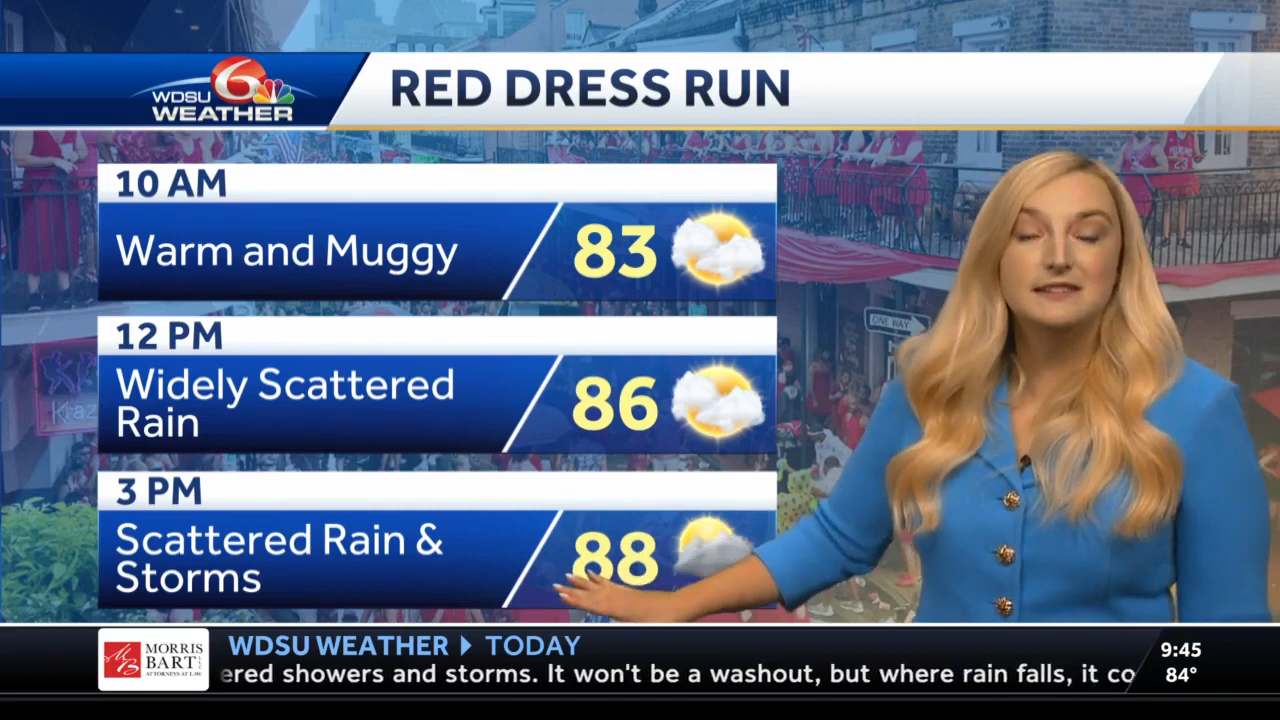 WDSU 6
WEATHER
RED DRESS RUN
10 AM
Warm and Muggy
83
12 PM
Widely Scattered
Rain
86
3 PM
Scattered Rain &
Storms
88
ONE WAY
23
MORRIS
BART
ATTORNEYS AT LAW
WDSU WEATHER TODAY
ered showers and storms. It won't be a washout, but where rain falls, it co
9:45
84°